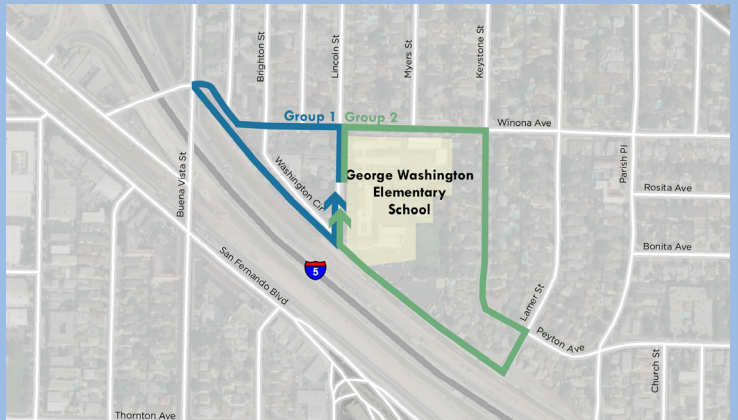 Brighton St
Lincoln St
Myers St
Keystone St
Group 1
Group 2
Winona Ave
Buena Vista St
Washington Cir
George Washington
Elementary
School
Parish Pl
Rosita Ave
Bonita Ave
San Fernando Blvd
5
Lamer St
Peyton Ave
Church St
Thornton Ave